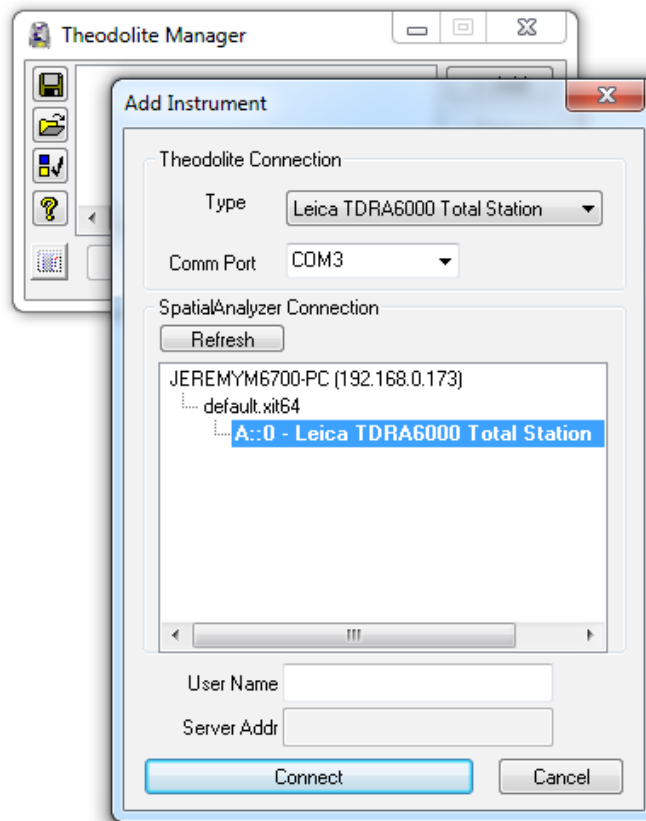 Theodolite Manager
Add Instrument
Theodolite Connection
Type
Leica TDRA6000 Total Station
Comm Port
COM3
SpatialAnalyzer Connection
Refresh
JEREMYM6700-PC (192.168.0.173)
default.xit64
A::0 - Leica TDRA6000 Total Station
User Name
Server Addr
Connect
Cancel